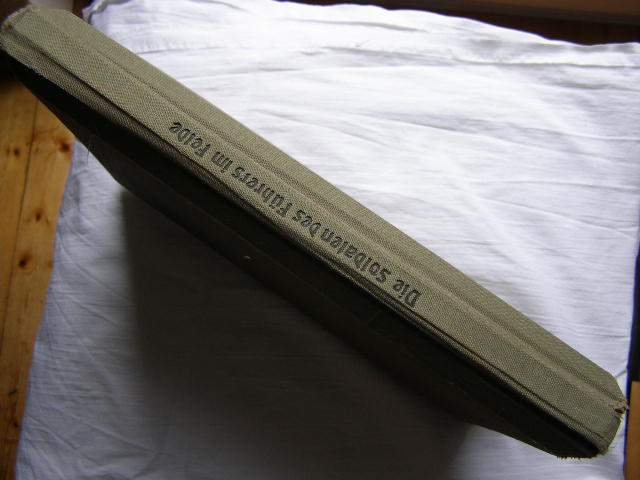 Die Soldaten des Führers im Felde